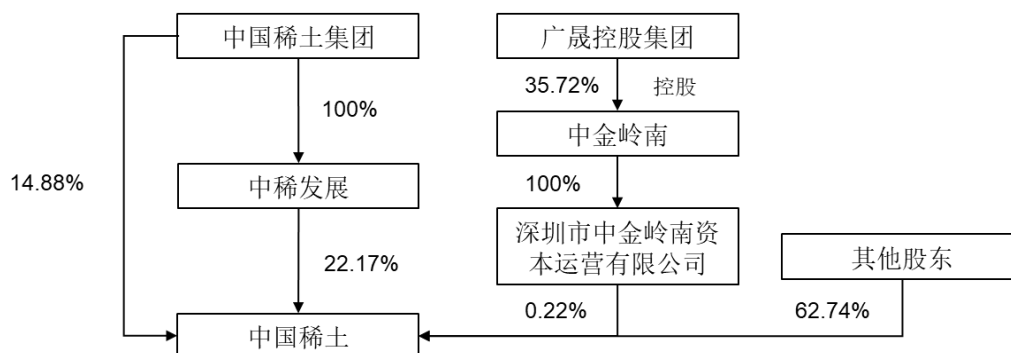 中国稀土集团
广晟控股集团
35.72%
控股
100%
中金岭南
14.88%
中稀发展
100%
深圳市中金岭南资
本运营有限公司
其他股东
22.17%
0.22%
62.74%
中国稀土